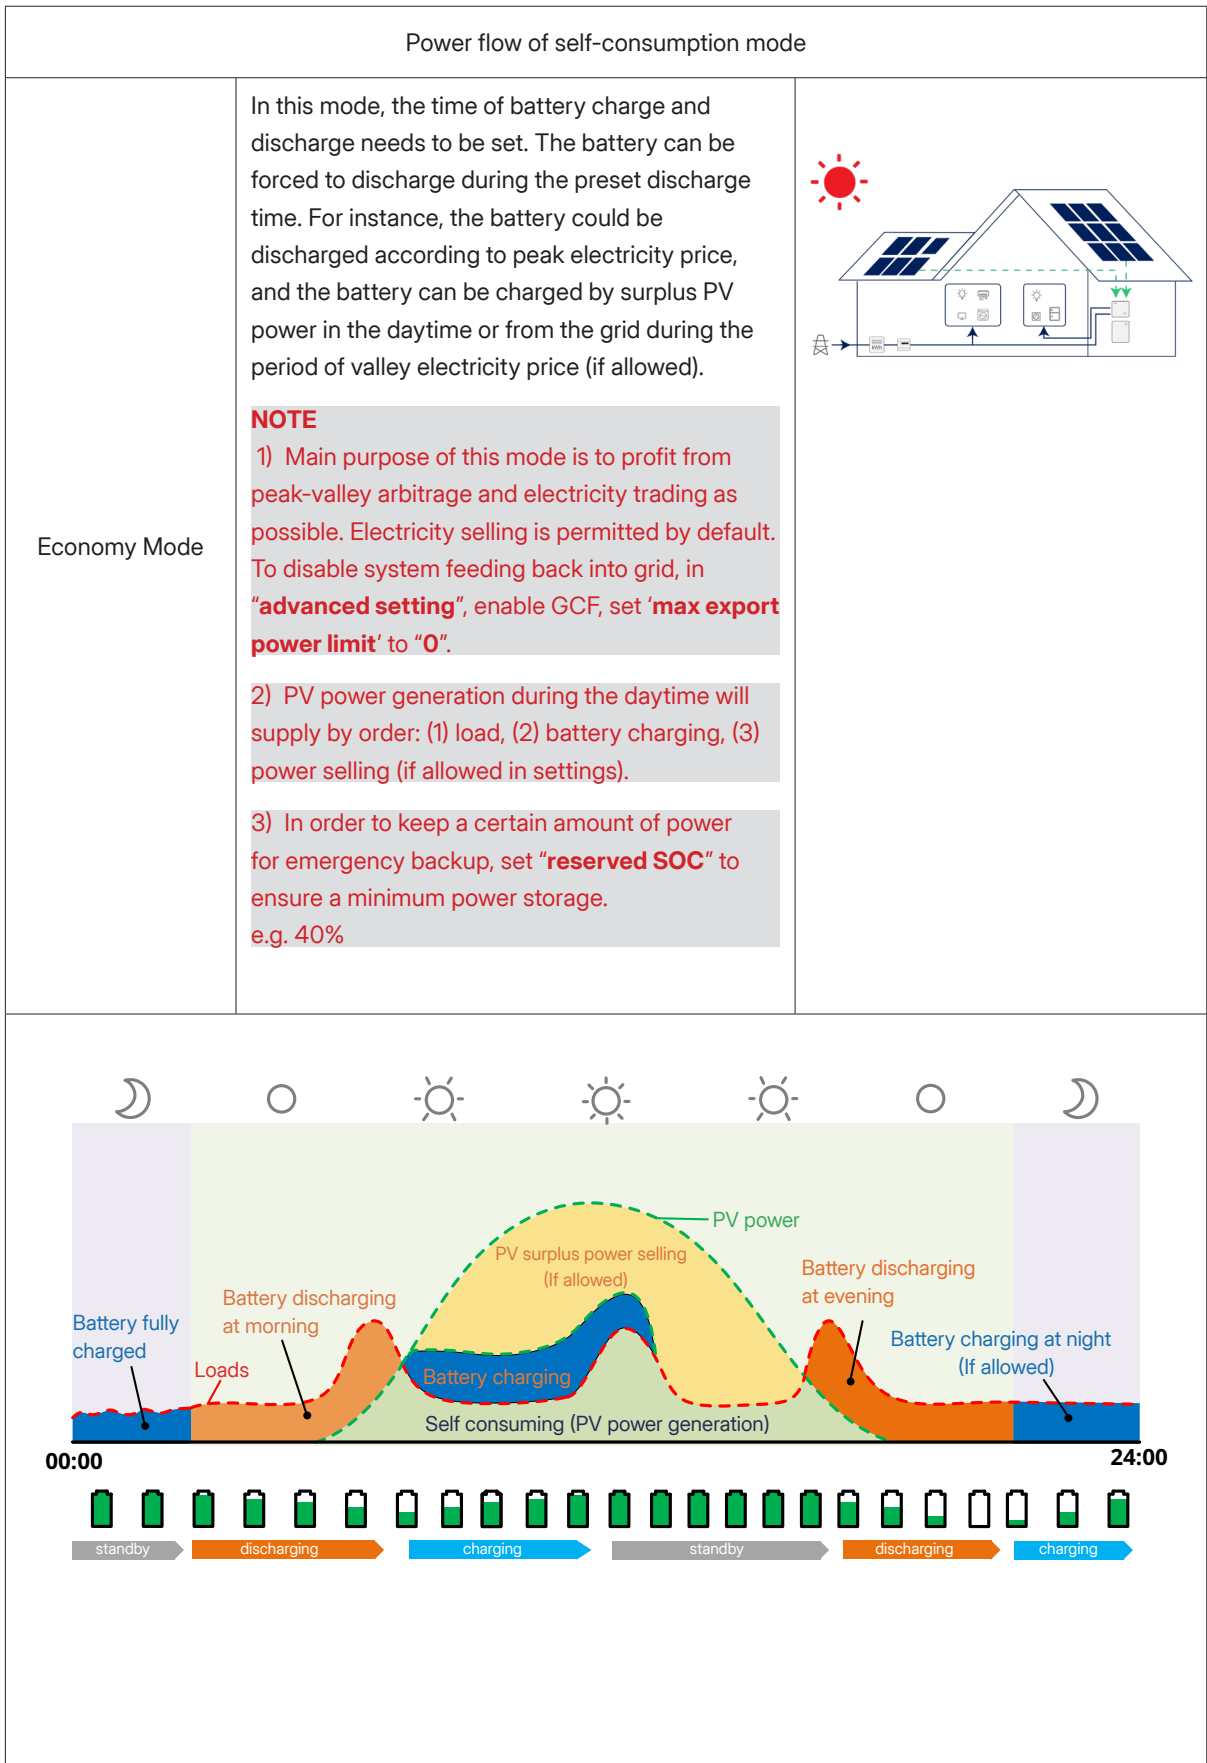 Power flow of self-consumption mode
Economy Mode
In this mode, the time of battery charge and
discharge needs to be set. The battery can be
forced to discharge during the preset discharge
time. For instance, the battery could be
discharged according to peak electricity price,
and the battery can be charged by surplus PV
power in the daytime or from the grid during the
period of valley electricity price (if allowed).
NOTE
1) Main purpose of this mode is to profit from
peak-valley arbitrage and electricity trading as
possible. Electricity selling is permitted by default.
To disable system feeding back into grid, in
“advanced setting”, enable GCF, set ‘max export
power limit’ to “0”.
2) PV power generation during the daytime will
supply by order: (1) load, (2) battery charging, (3)
power selling (if allowed in settings).
3) In order to keep a certain amount of power
for emergency backup, set “reserved SOC” to
ensure a minimum power storage.
e.g. 40%
PV power
PV surplus power selling
(If allowed)
Battery discharging
at evening
Battery discharging
at morning
Battery fully
charged
Battery charging at night
(If allowed)
Loads
Battery charging
Self consuming (PV power generation)
00:00
24:00
standby
discharging
charging
standby
discharging
charging